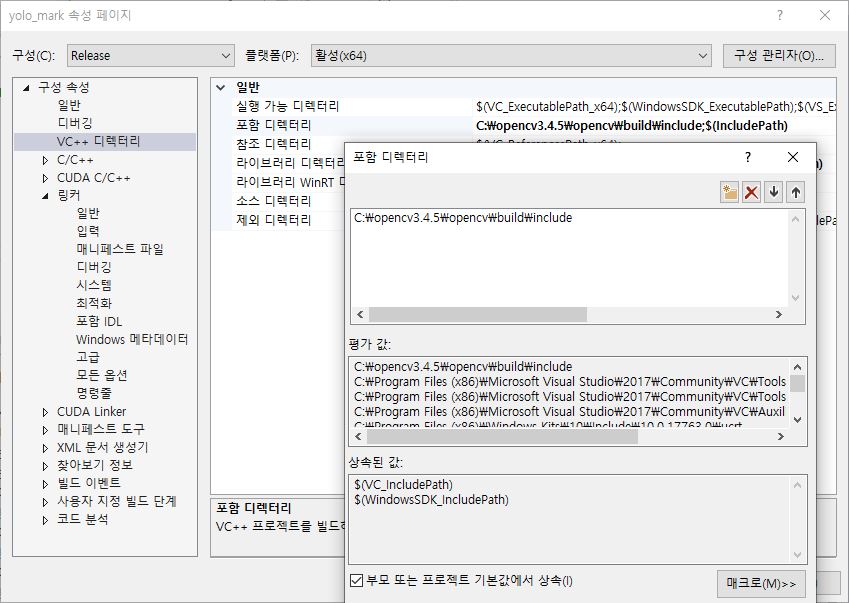 yolo_mark 속성 페이지
구성(C): Release 플랫폼(P): 활성(x64) 구성 관리자(O)...
구성 속성
일반
디버깅
VC++ 디렉터리
C/C++
CUDA C/C++
링커
일반
입력
매니페스트 파일
디버깅
시스템
최적화
포함 IDL
Windows 메타데이터
고급
모든 옵션
명령줄
CUDA Linker
매니페스트 도구
XML 문서 생성기
찾아보기 정보
빌드 이벤트
사용자 지정 빌드 단계
코드 분석
일반
실행 가능 디렉터리 $(VC_ExecutablePath_x64);$(WindowsSDK_ExecutablePath);$(VS_E
포함 디렉터리 C:₩opencv3.4.5₩opencv₩build₩include;$(IncludePath)
참조 디렉터리
라이브러리 디렉터리
라이브러리 WinRT
소스 디렉터리
제외 디렉터리
포함 디렉터리
VC++ 프로젝트를 빌드
포함 디렉터리
C:₩opencv3.4.5₩opencv₩build₩include
평가 값:
C:₩opencv3.4.5₩opencv₩build₩include
C:₩Program Files (x86)₩Microsoft Visual Studio₩2017₩Community₩VC₩Tools
C:₩Program Files (x86)₩Microsoft Visual Studio₩2017₩Community₩VC₩Tools
C:₩Program Files (x86)₩Microsoft Visual Studio₩2017₩Community₩VC₩Auxil
C:₩Program Files (x86)₩Windows Kits₩10₩Include₩10.0.17763.0₩ucrt
상속된 값:
$(VC_IncludePath)
$(WindowsSDK_IncludePath)
부모 또는 프로젝트 기본값에서 상속(I)
매크로(M)>>